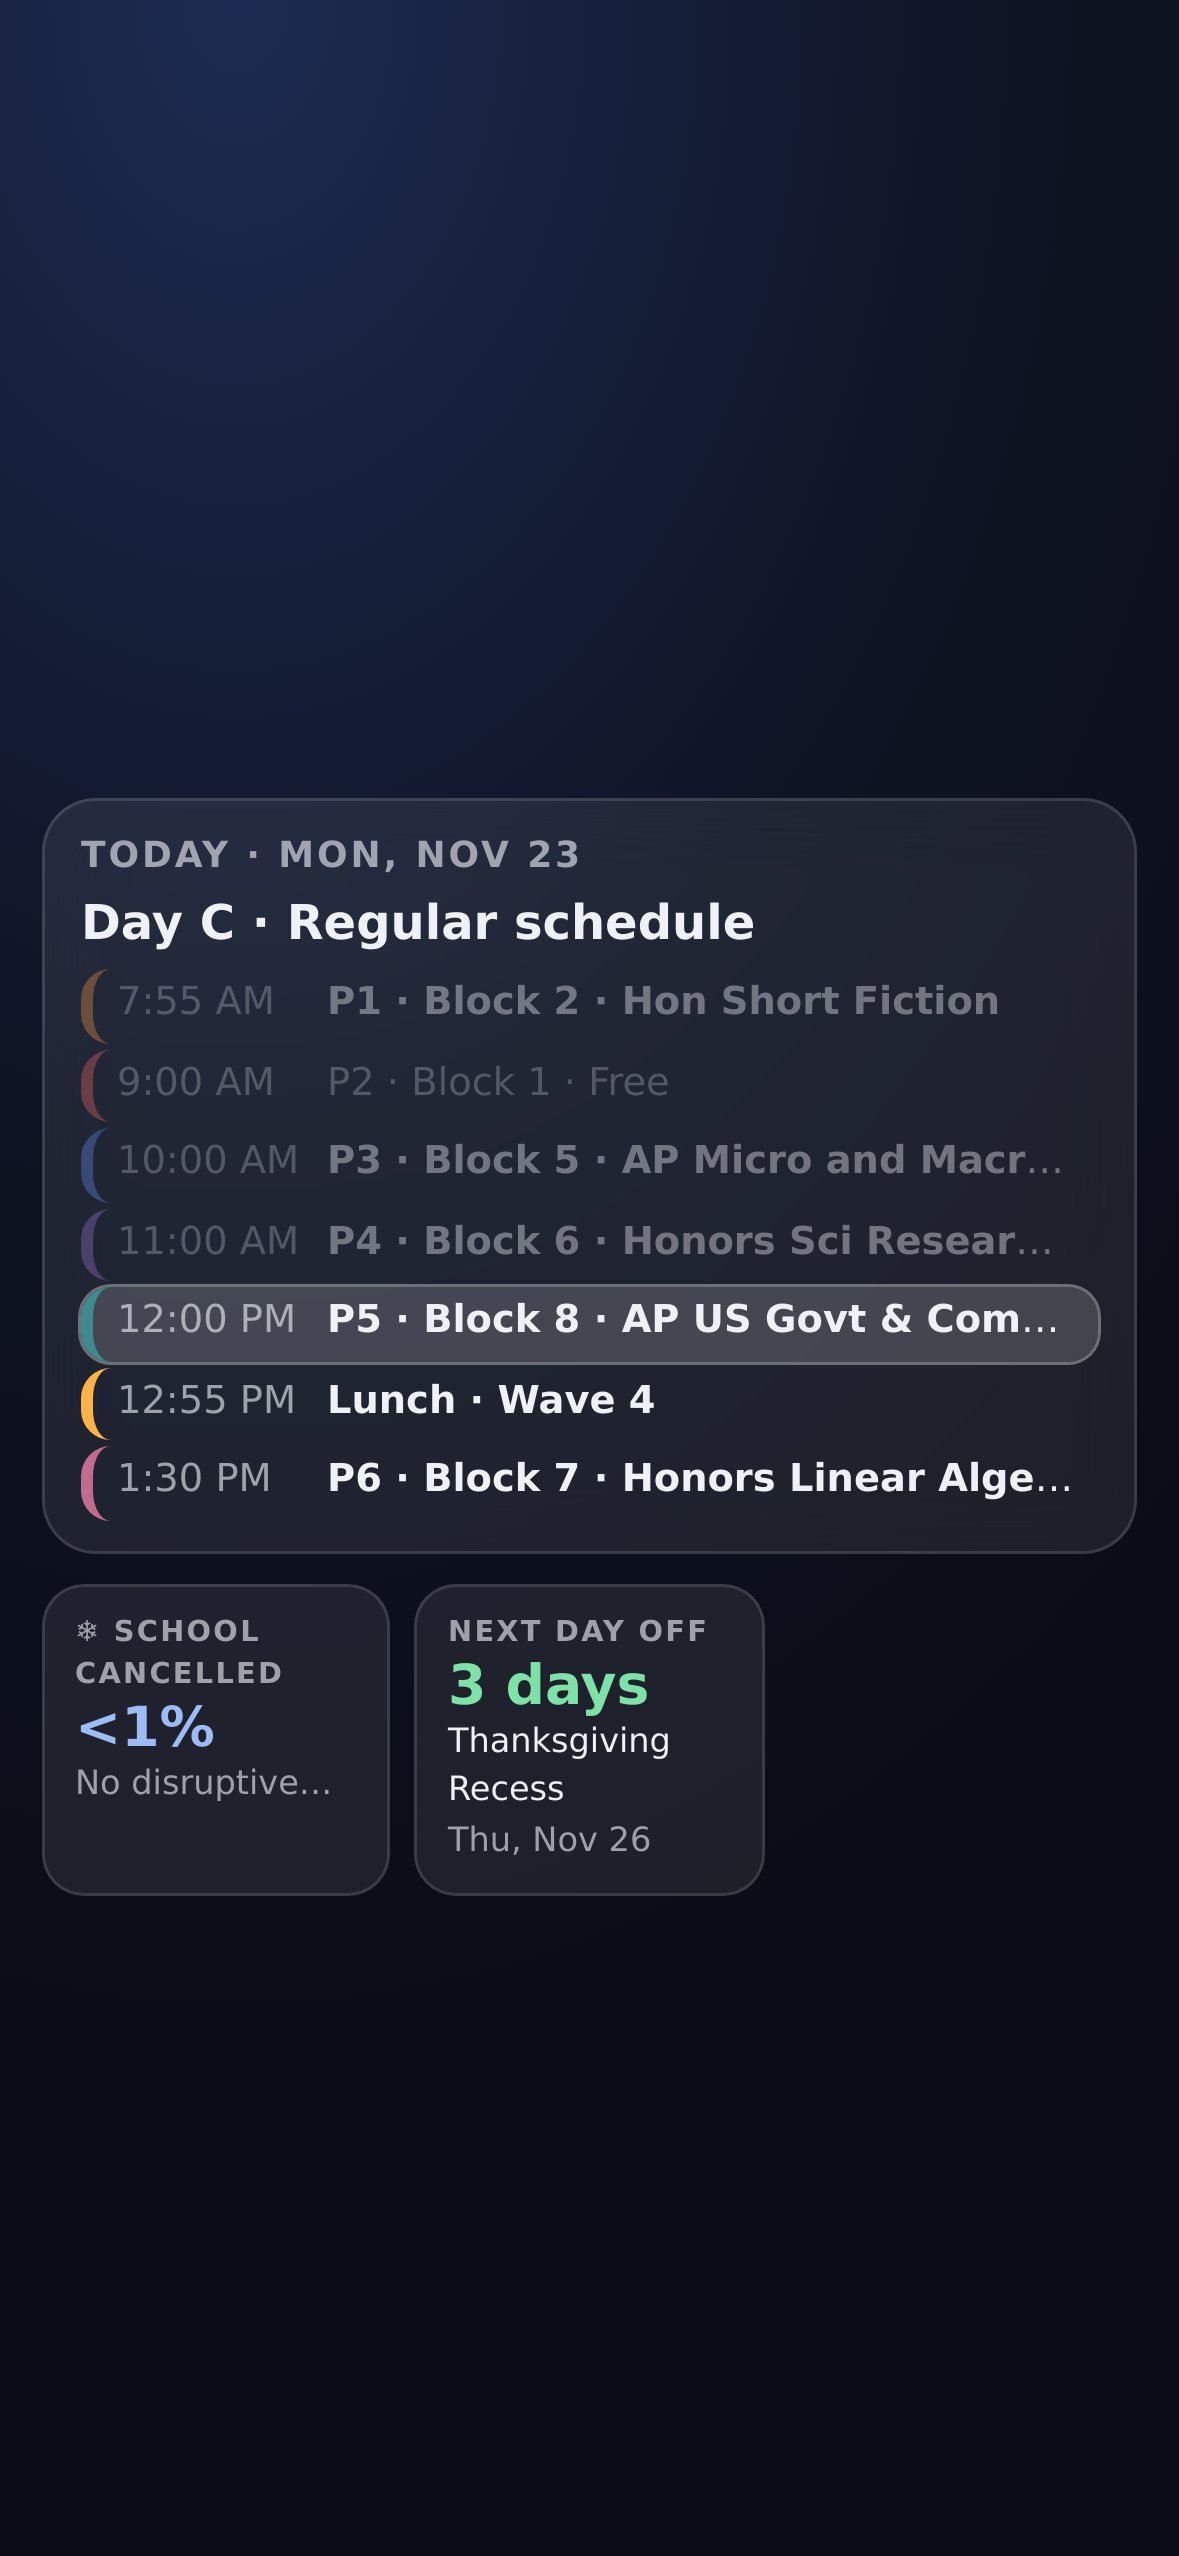 TODAY · MON, NOV 23
Day C · Regular schedule
7:55 AM P1 · Block 2 · Hon Short Fiction
9:00 AM P2 · Block 1 · Free
10:00 AM P3 · Block 5 · AP Micro and Macr...
11:00 AM P4 · Block 6 · Honors Sci Resear...
12:00 PM P5 · Block 8 · AP US Govt & Com...
12:55 PM Lunch · Wave 4
1:30 PM P6 · Block 7 · Honors Linear Alge...
❄ SCHOOL
CANCELLED
<1%
No disruptive...
NEXT DAY OFF
3 days
Thanksgiving
Recess
Thu, Nov 26